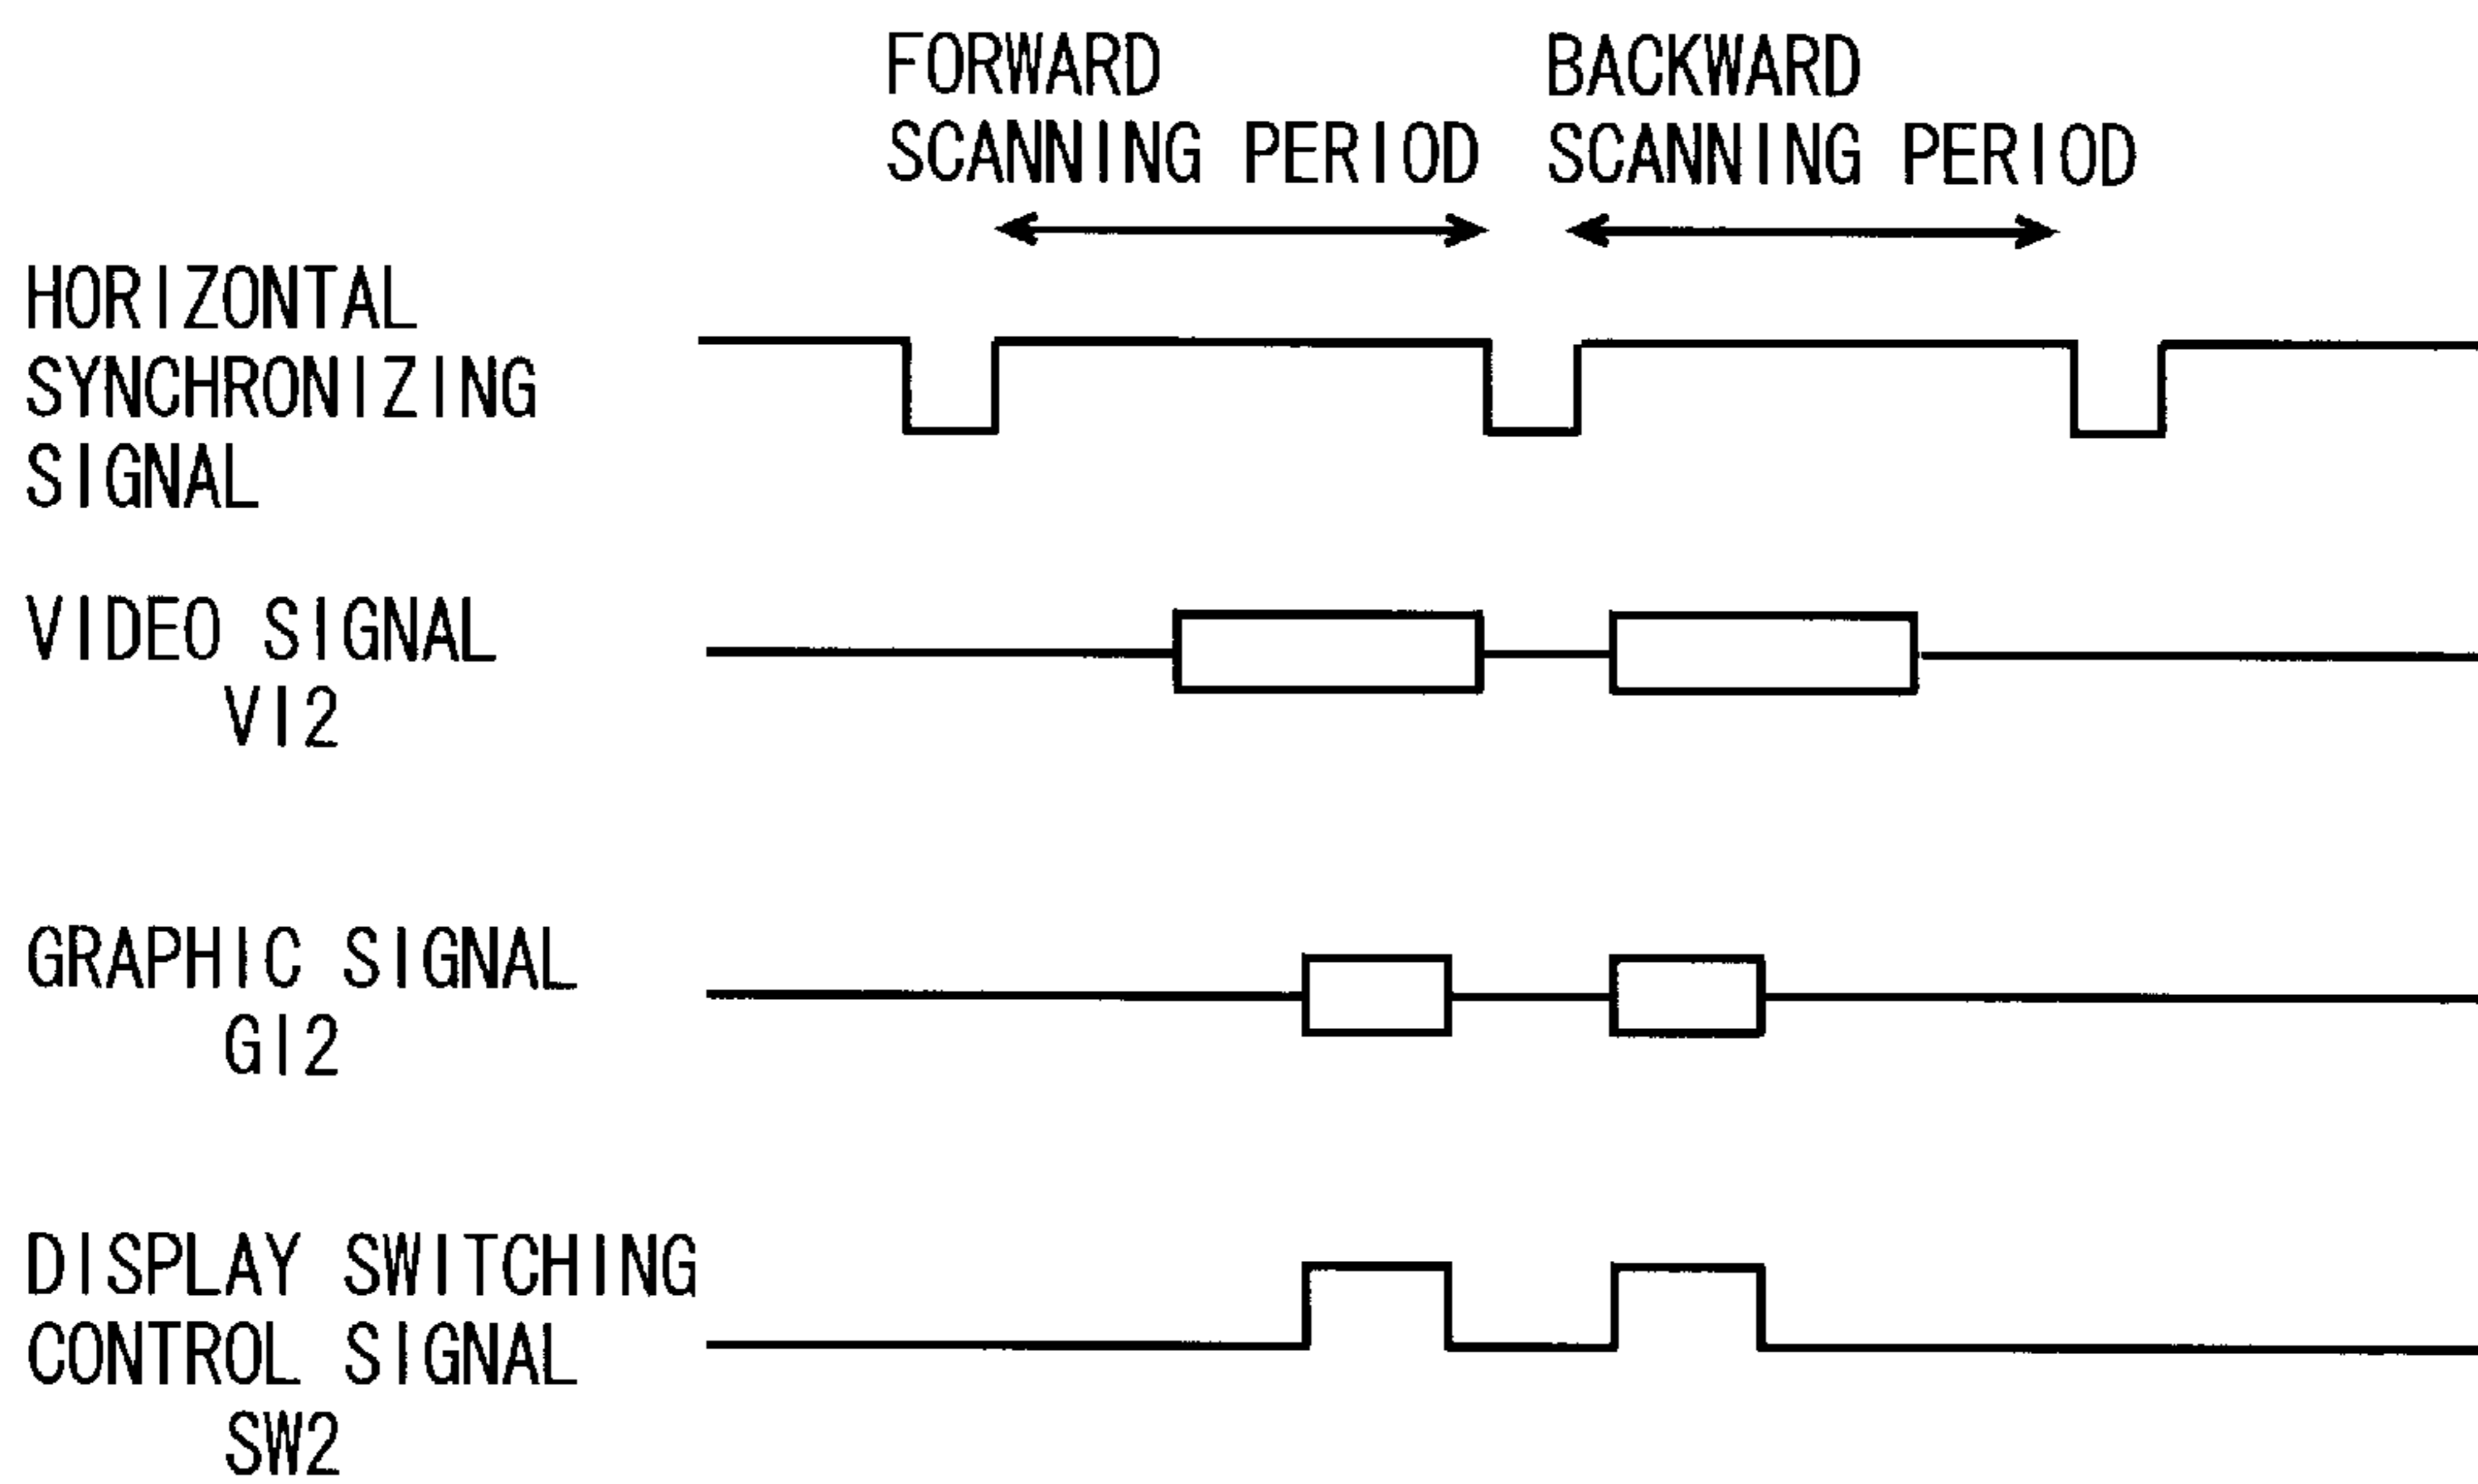 FORWARD
SCANNING PERIOD
BACKWARD
SCANNING PERIOD
HORIZONTAL
SYNCHRONIZING
SIGNAL
VIDEO SIGNAL
VI2
GRAPHIC SIGNAL
GI2
DISPLAY SWITCHING
CONTROL SIGNAL
SW2